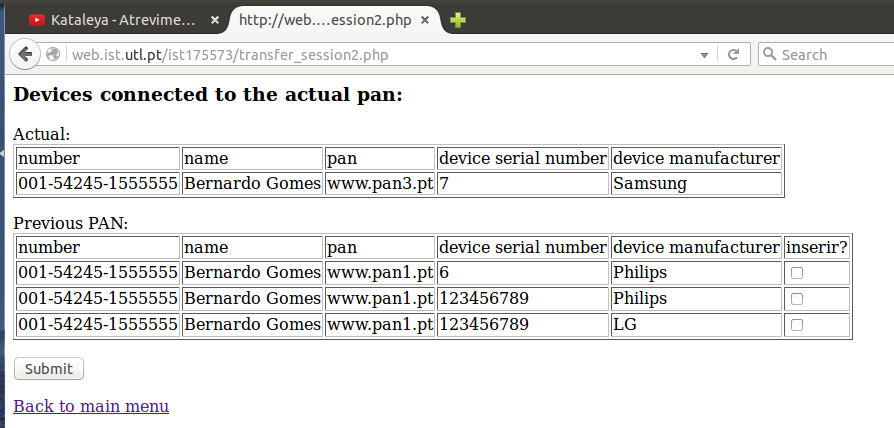 Kataleya - Atrevime... × http://web....ession2.php ×
web.ist.utl.pt/ist175573/transfer_session2.php Search
Devices connected to the actual pan:
Actual:
number name pan device serial number device manufacturer
001-54245-1555555 Bernardo Gomes www.pan3.pt 7 Samsung
Previous PAN:
number name pan device serial number device manufacturer inserir?
001-54245-1555555 Bernardo Gomes www.pan1.pt 6 Philips
001-54245-1555555 Bernardo Gomes www.pan1.pt 123456789 Philips
001-54245-1555555 Bernardo Gomes www.pan1.pt 123456789 LG
Submit
Back to main menu